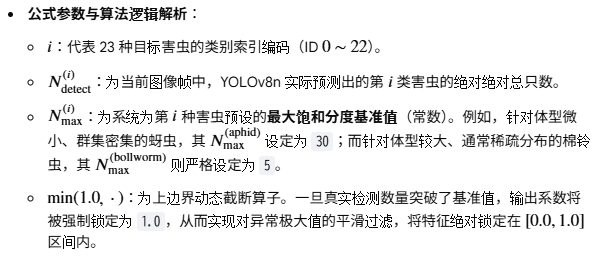 • 公式参数与算法逻辑解析：
○ i：代表 23 种目标害虫的类别索引编码（ID 0 ~ 22）。
○ N_detect^(i)：为当前图像帧中，YOLOv8n 实际预测出的第 i 类害虫的绝对绝对总只数。
○ N_max^(i)：为系统为第 i 种害虫预设的最大饱和分度基准值（常数）。例如，针对体型微
小、群集密集的蚜虫，其 N_max^(aphid) 设定为 30；而针对体型较大、通常稀疏分布的棉铃
虫，其 N_max^(bollworm) 则严格设定为 5。
○ min(1.0, ·)：为上边界动态截断算子。一旦真实检测数量突破了基准值，输出系数将
被强制锁定为 1.0，从而实现对异常极大值的平滑过滤，将特征绝对锁定在 [0.0, 1.0]
区间内。